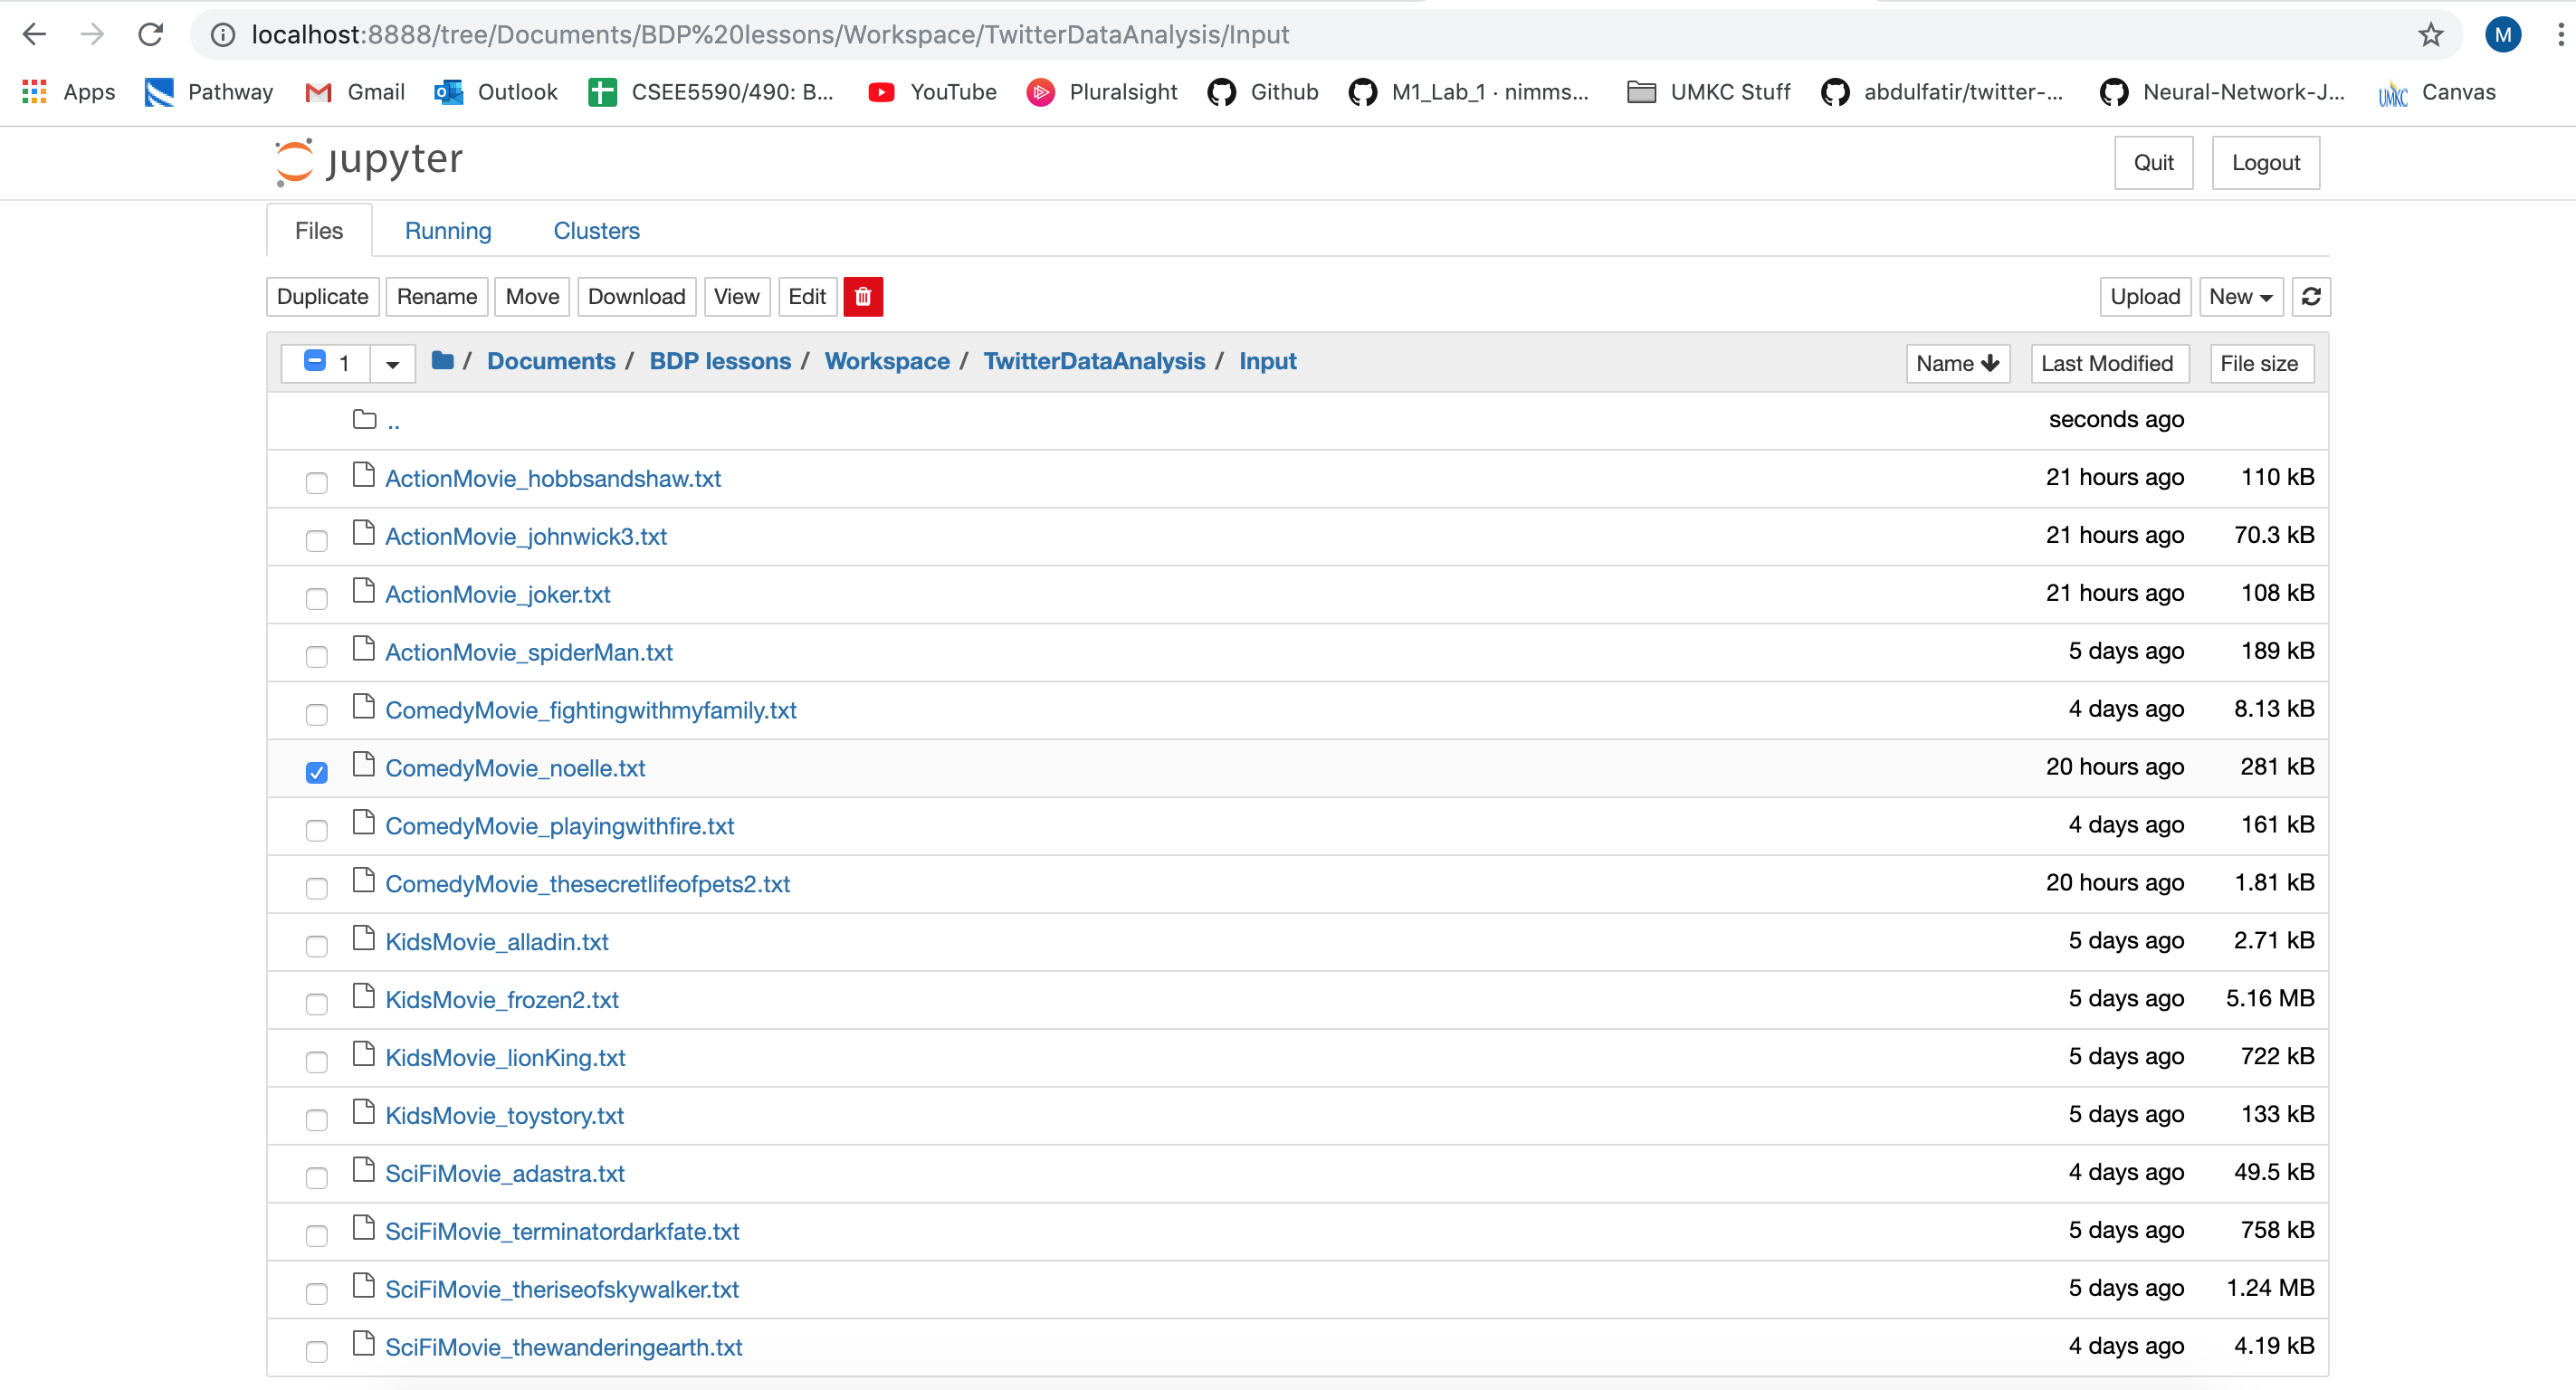 localhost:8888/tree/Documents/BDP%20lessons/Workspace/TwitterDataAnalysis/Input M
Apps Pathway Gmail Outlook CSEE5590/490: B... YouTube Pluralsight Github M1_Lab_1 · nimms... UMKC Stuff abdulfatir/twitter-... Neural-Network-J... UMKC Canvas
jupyter Quit Logout
Files Running Clusters
Duplicate Rename Move Download View Edit Upload New
1 / Documents / BDP lessons / Workspace / TwitterDataAnalysis / Input Name Last Modified File size
.. seconds ago
ActionMovie_hobbsandshaw.txt 21 hours ago 110 kB
ActionMovie_johnwick3.txt 21 hours ago 70.3 kB
ActionMovie_joker.txt 21 hours ago 108 kB
ActionMovie_spiderMan.txt 5 days ago 189 kB
ComedyMovie_fightingwithmyfamily.txt 4 days ago 8.13 kB
ComedyMovie_noelle.txt 20 hours ago 281 kB
ComedyMovie_playingwithfire.txt 4 days ago 161 kB
ComedyMovie_thesecretlifeofpets2.txt 20 hours ago 1.81 kB
KidsMovie_alladin.txt 5 days ago 2.71 kB
KidsMovie_frozen2.txt 5 days ago 5.16 MB
KidsMovie_lionKing.txt 5 days ago 722 kB
KidsMovie_toystory.txt 5 days ago 133 kB
SciFiMovie_adastra.txt 4 days ago 49.5 kB
SciFiMovie_terminatordarkfate.txt 5 days ago 758 kB
SciFiMovie_theriseofskywalker.txt 5 days ago 1.24 MB
SciFiMovie_thewanderingearth.txt 4 days ago 4.19 kB